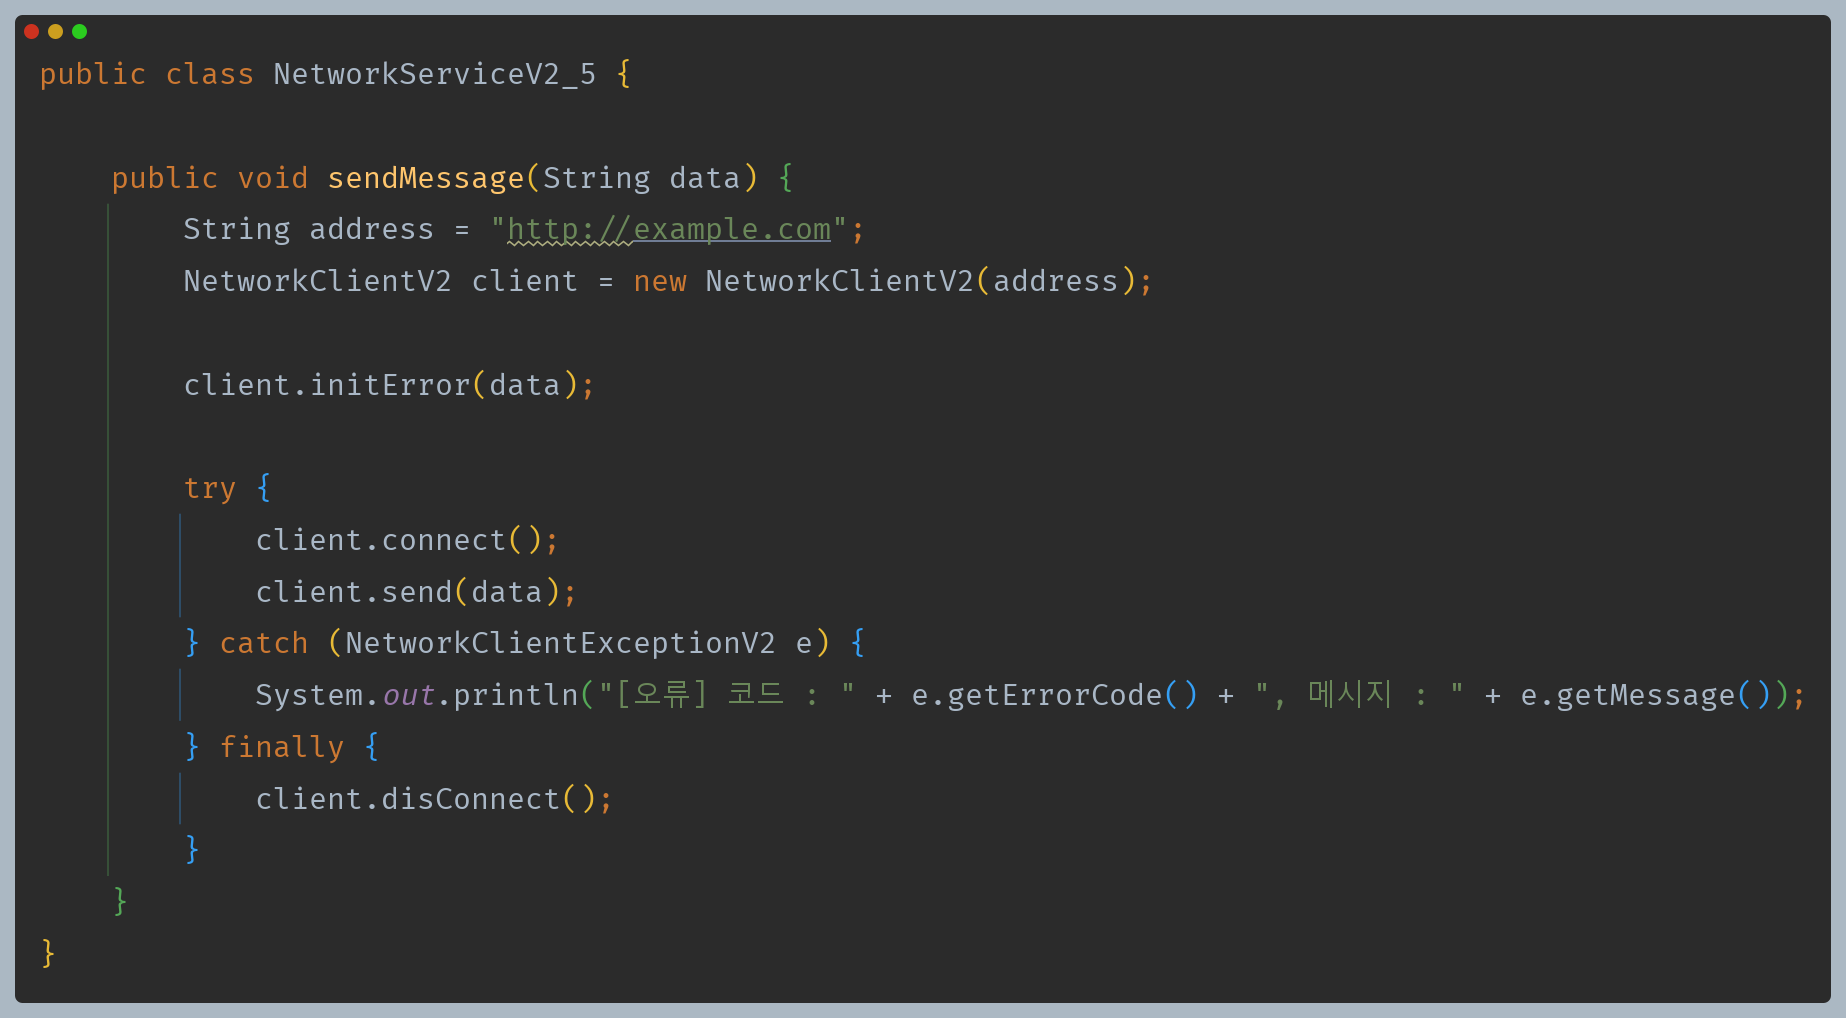 public class NetworkServiceV2_5 {
public void sendMessage(String data) {
String address = "http://example.com";
NetworkClientV2 client = new NetworkClientV2(address);
client.initError(data);
try {
client.connect();
client.send(data);
} catch (NetworkClientExceptionV2 e) {
System.out.println("[오류] 코드 : " + e.getErrorCode() + ", 메시지 : " + e.getMessage());
} finally {
client.disConnect();
}
}
}